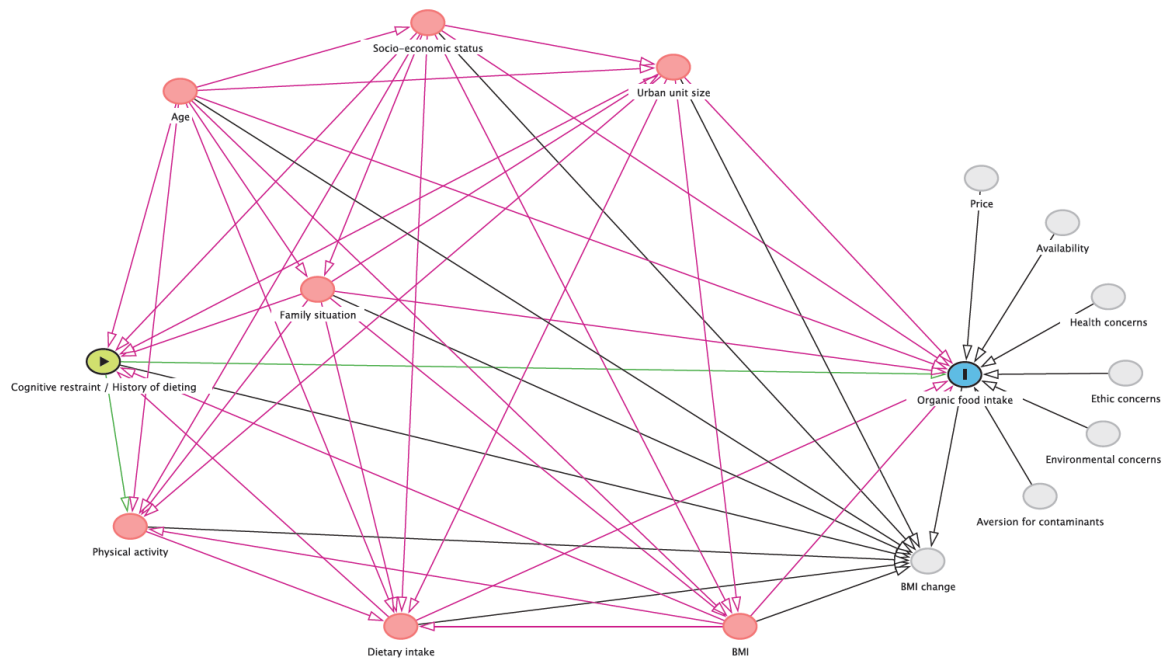 Socio-economic status
Urban unit size
Age
Price
Availability
Family situation
Health concerns
Cognitive restraint / History of dieting
Organic food intake
Ethic concerns
Environmental concerns
Aversion for contaminants
Physical activity
BMI change
Dietary intake
BMI